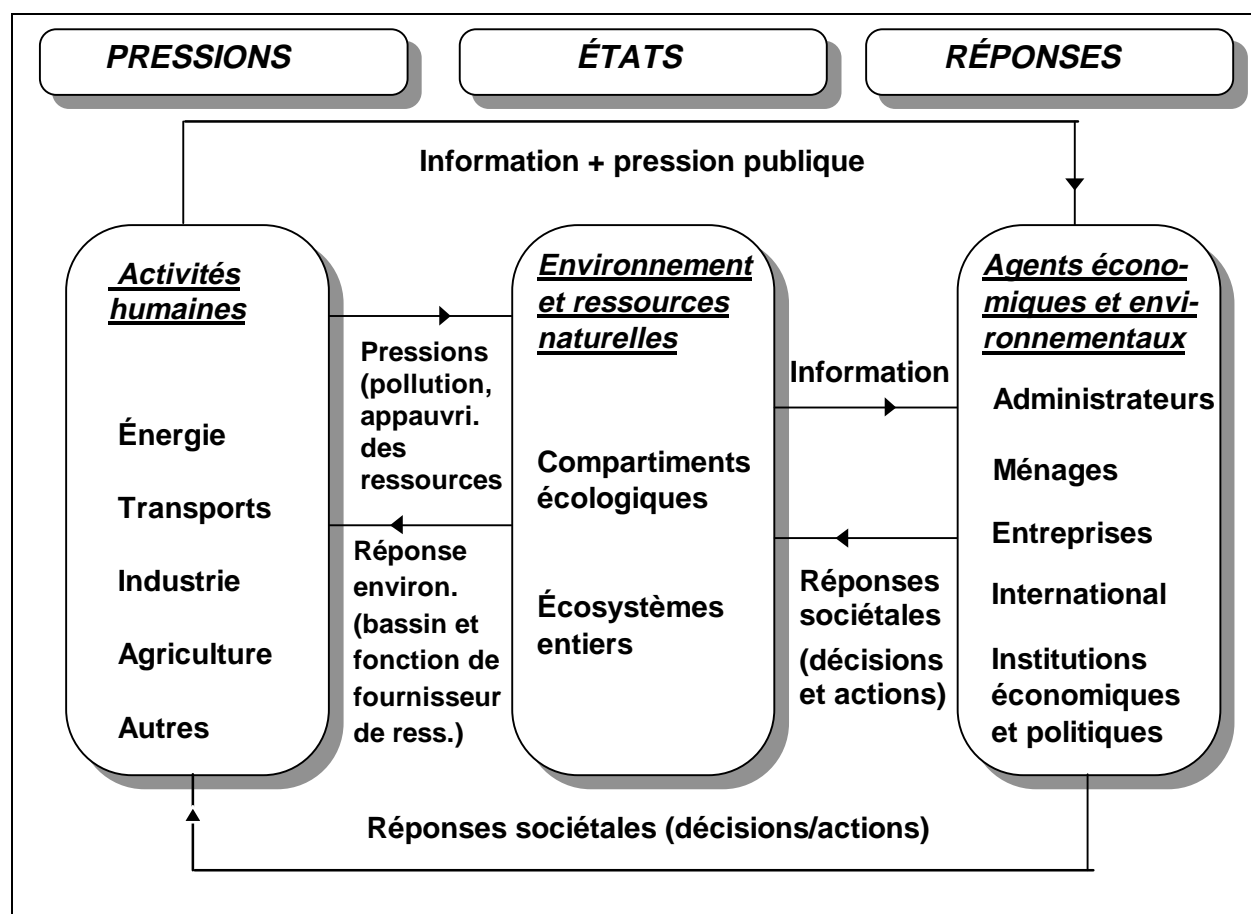 PRESSIONS
ÉTATS
RÉPONSES
Information + pression publique
Activités
humaines
Énergie
Transports
Industrie
Agriculture
Autres
Pressions
(pollution,
appauvri.
des
ressources
Réponse
environ.
(bassin et
fonction de
fournisseur
de ress.)
Environnement
et ressources
naturelles
Compartiments
écologiques
Écosystèmes
entiers
Information
Réponses
sociétales
(décisions
et actions)
Agents écono-
miques et envi-
ronnementaux
Administrateurs
Ménages
Entreprises
International
Institutions
économiques
et politiques
Réponses sociétales (décisions/actions)